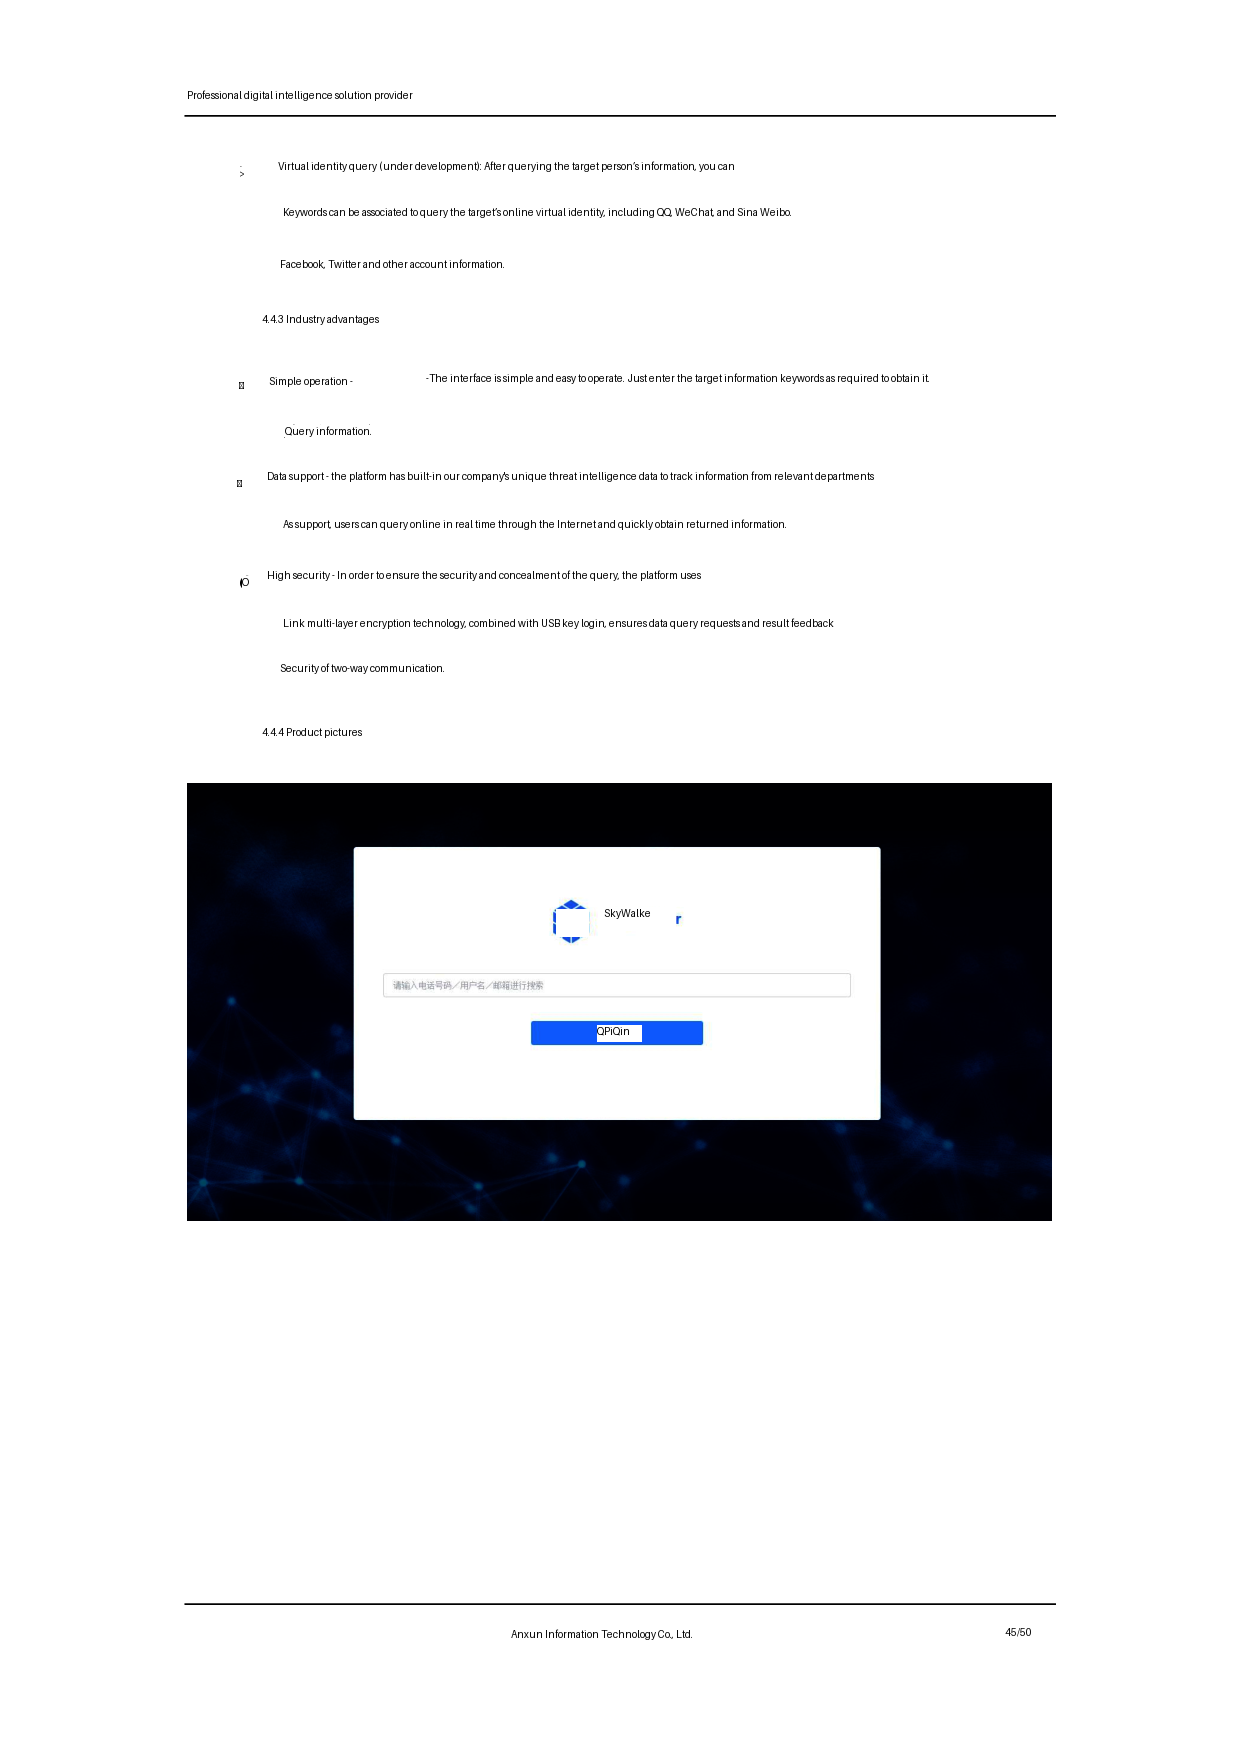 Professional digital intelligence solution provider
> Virtual identity query (under development): After querying the target person's information, you can
Keywords can be associated to query the target's online virtual identity, including QQ, WeChat, and Sina Weibo.
Facebook, Twitter and other account information.
4.4.3 Industry advantages
Simple operation - -The interface is simple and easy to operate. Just enter the target information keywords as required to obtain it.
Query information.
Data support - the platform has built-in our company's unique threat intelligence data to track information from relevant departments
As support, users can query online in real time through the Internet and quickly obtain returned information.
High security - In order to ensure the security and concealment of the query, the platform uses
Link multi-layer encryption technology, combined with USB key login, ensures data query requests and result feedback
Security of two-way communication.
4.4.4 Product pictures
SkyWalke r
请输入电话号码/用户名/邮箱进行搜索
QPiQin
Anxun Information Technology Co., Ltd.
45/50